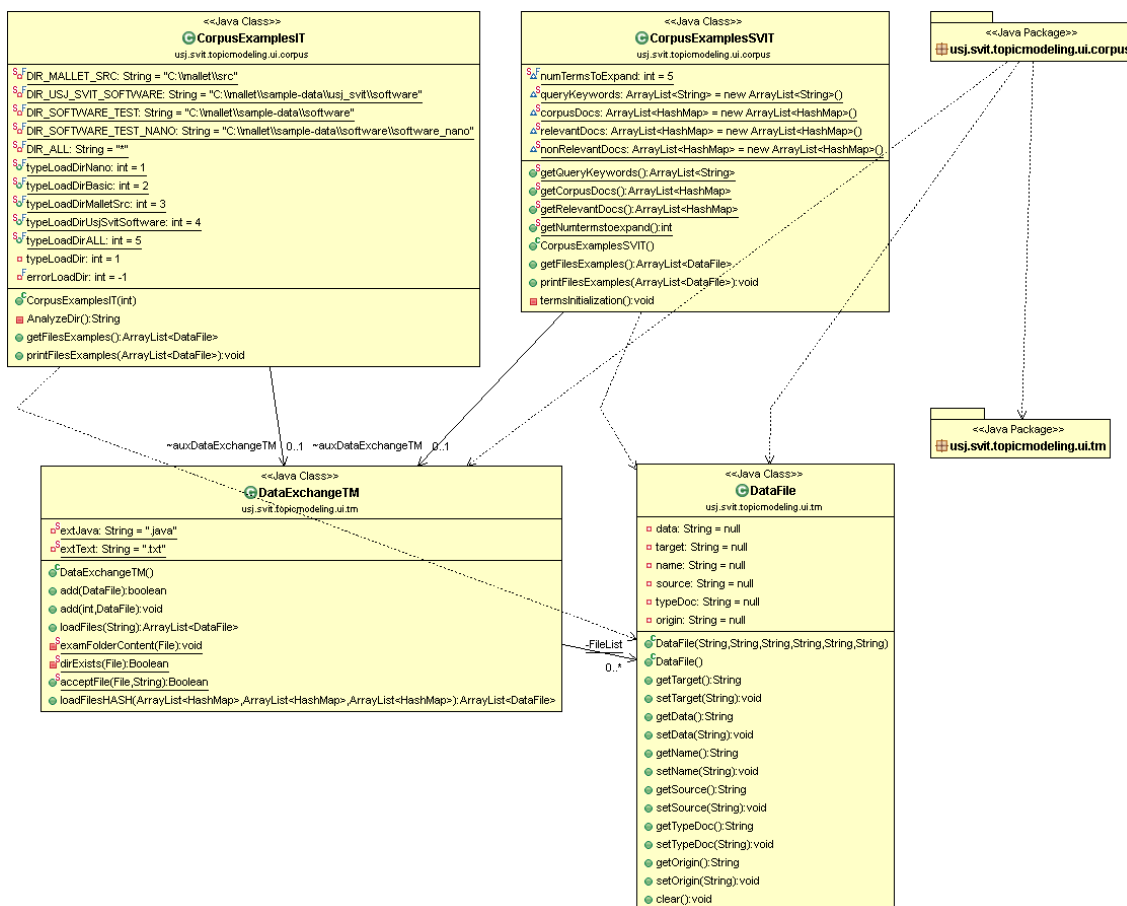 <<Java Class>>
CorpusExamplesIT
usj.svit.topicmodeling.ui.corpus
DIR_MALLET_SRC: String = "C:\\mallet\\src"
DIR_USJ_SVIT_SOFTWARE: String = "C:\\mallet\\sample-data\\usj_svit\\software"
DIR_SOFTWARE_TEST: String = "C:\\mallet\\sample-data\\software"
DIR_SOFTWARE_TEST_NANO: String = "C:\\mallet\\sample-data\\software\\software_nano"
DIR_ALL: String = "*"
typeLoadDirNano: int = 1
typeLoadDirBasic: int = 2
typeLoadDirMalletSrc: int = 3
typeLoadDirUsjSvitSoftware: int = 4
typeLoadDirALL: int = 5
typeLoadDir: int = 1
errorLoadDir: int = -1
CorpusExamplesIT(int)
AnalyzeDir():String
getFilesExamples():ArrayList<DataFile>
printFilesExamples(ArrayList<DataFile>):void
<<Java Class>>
CorpusExamplesSVIT
usj.svit.topicmodeling.ui.corpus
numTermsToExpand: int = 5
queryKeywords: ArrayList<String> = new ArrayList<String>()
corpusDocs: ArrayList<HashMap> = new ArrayList<HashMap>()
relevantDocs: ArrayList<HashMap> = new ArrayList<HashMap>()
nonRelevantDocs: ArrayList<HashMap> = new ArrayList<HashMap>()
getQueryKeywords():ArrayList<String>
getCorpusDocs():ArrayList<HashMap>
getRelevantDocs():ArrayList<HashMap>
getNumtermstoexpand():int
CorpusExamplesSVIT()
getFilesExamples():ArrayList<DataFile>
printFilesExamples(ArrayList<DataFile>):void
termsInitialization():void
<<Java Package>>
usj.svit.topicmodeling.ui.corpus
<<Java Package>>
usj.svit.topicmodeling.ui.tm
~auxDataExchangeTM 0..1
~auxDataExchangeTM 0..1
<<Java Class>>
DataExchangeTM
usj.svit.topicmodeling.ui.tm
extJava: String = ".java"
extText: String = ".txt"
DataExchangeTM()
add(DataFile):boolean
add(int,DataFile):void
loadFiles(String):ArrayList<DataFile>
examFolderContent(File):void
dirExists(File):Boolean
acceptFile(File,String):Boolean
loadFilesHASH(ArrayList<HashMap>,ArrayList<HashMap>,ArrayList<HashMap>):ArrayList<DataFile>
-FileList
0..*
<<Java Class>>
DataFile
usj.svit.topicmodeling.ui.tm
data: String = null
target: String = null
name: String = null
source: String = null
typeDoc: String = null
origin: String = null
DataFile(String,String,String,String,String,String)
DataFile()
getTarget():String
setTarget(String):void
getData():String
setData(String):void
getName():String
setName(String):void
getSource():String
setSource(String):void
getTypeDoc():String
setTypeDoc(String):void
getOrigin():String
setOrigin(String):void
clear():void